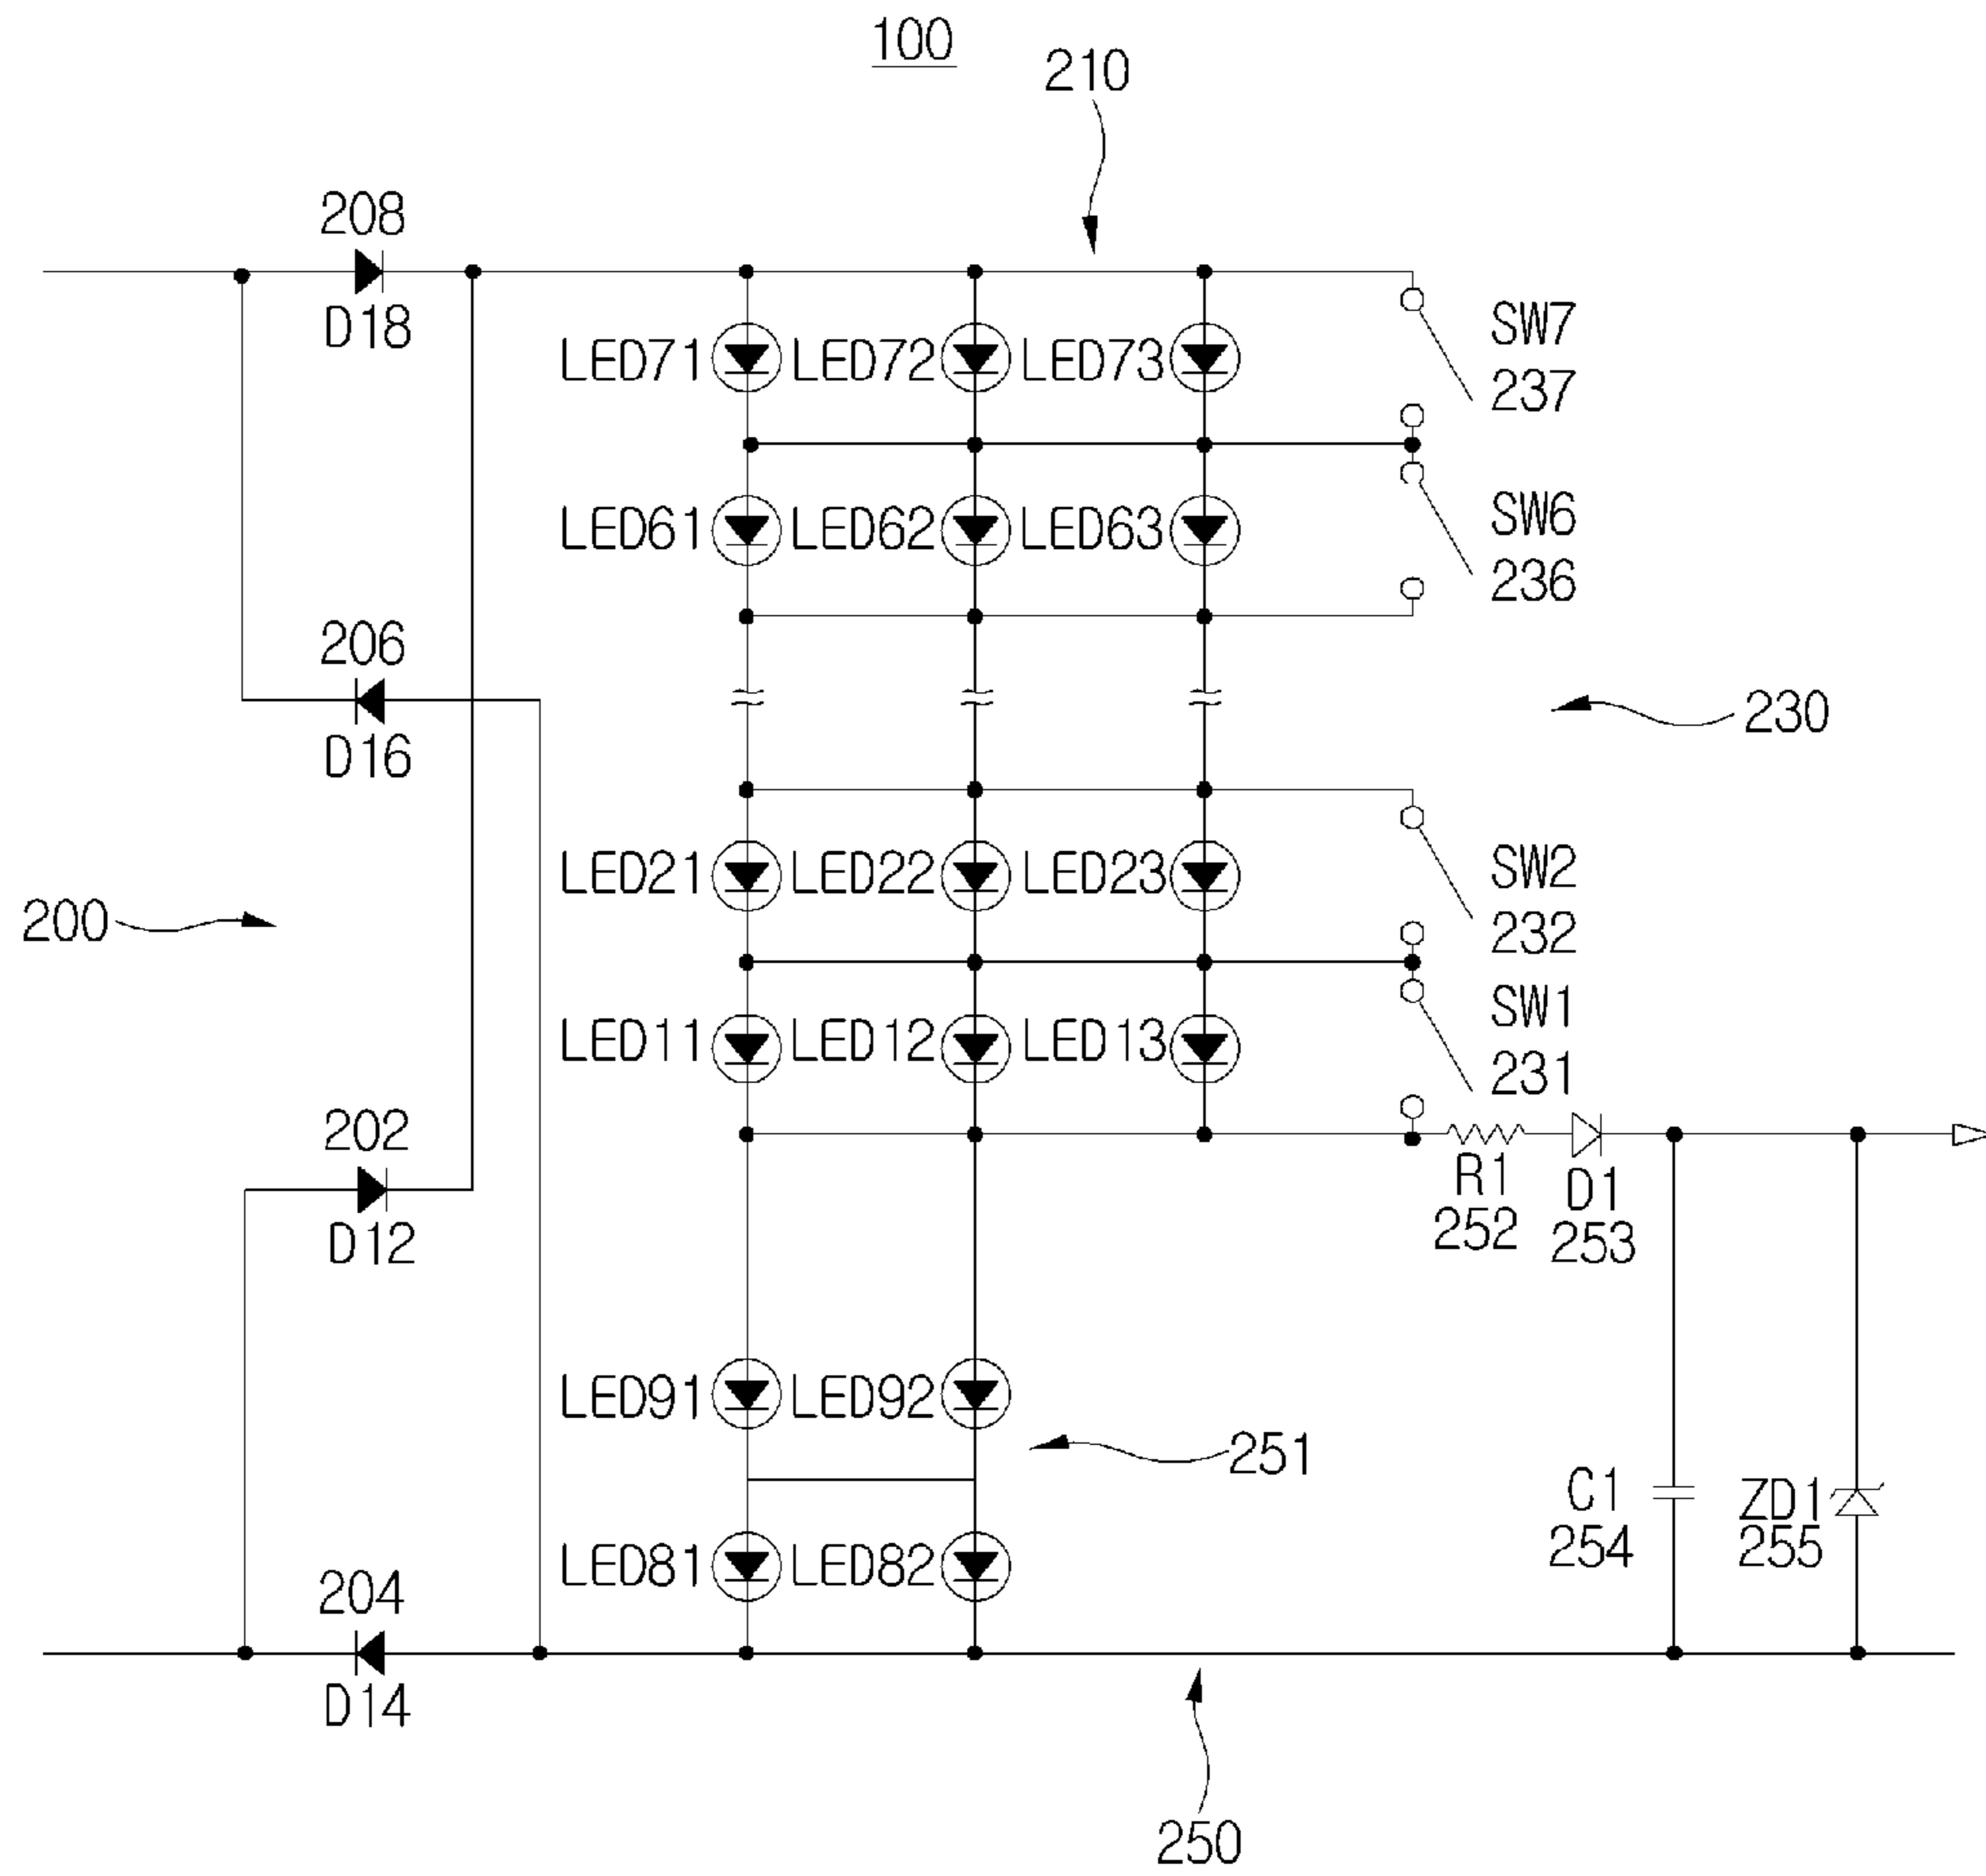 100
210
208
D18
LED71 LED72 LED73
SW7
237
LED61 LED62 LED63
SW6
236
206
D16
230
LED21 LED22 LED23
SW2
232
200
LED11 LED12 LED13
SW1
231
202
D12
R1
252
D1
253
LED91 LED92
251
C1
254
ZD1
255
LED81 LED82
204
D14
250